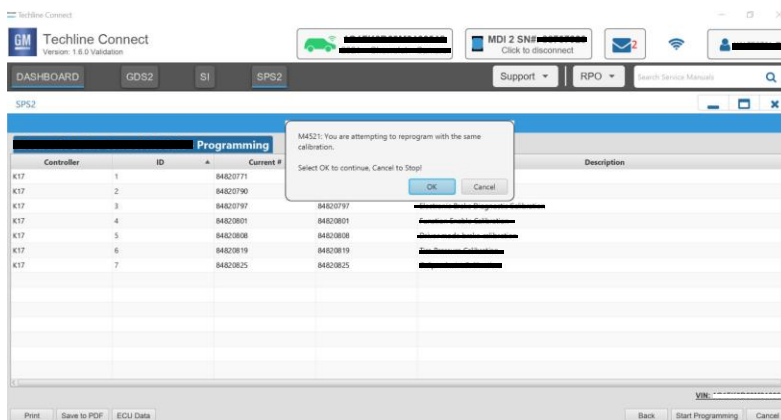 Techline Connect
GM Techline Connect
Version: 1.6.0 Validation
MDI 2 SN#
Click to disconnect
2
DASHBOARD GDS2 SI SPS2 Support RPO Search Service Manuals
SPS2
M4521: You are attempting to reprogram with the same
calibration.
Select OK to continue, Cancel to Stop!
OK Cancel
Programming
Controller ID Current # Description
K17 1 84820771
K17 2 84820790
K17 3 84820797 84820797
K17 4 84820801 84820801
K17 5 84820808 84820808
K17 6 84820819 84820819
K17 7 84820825 84820825
VIN:
Print Save to PDF ECU Data Back Start Programming Cancel